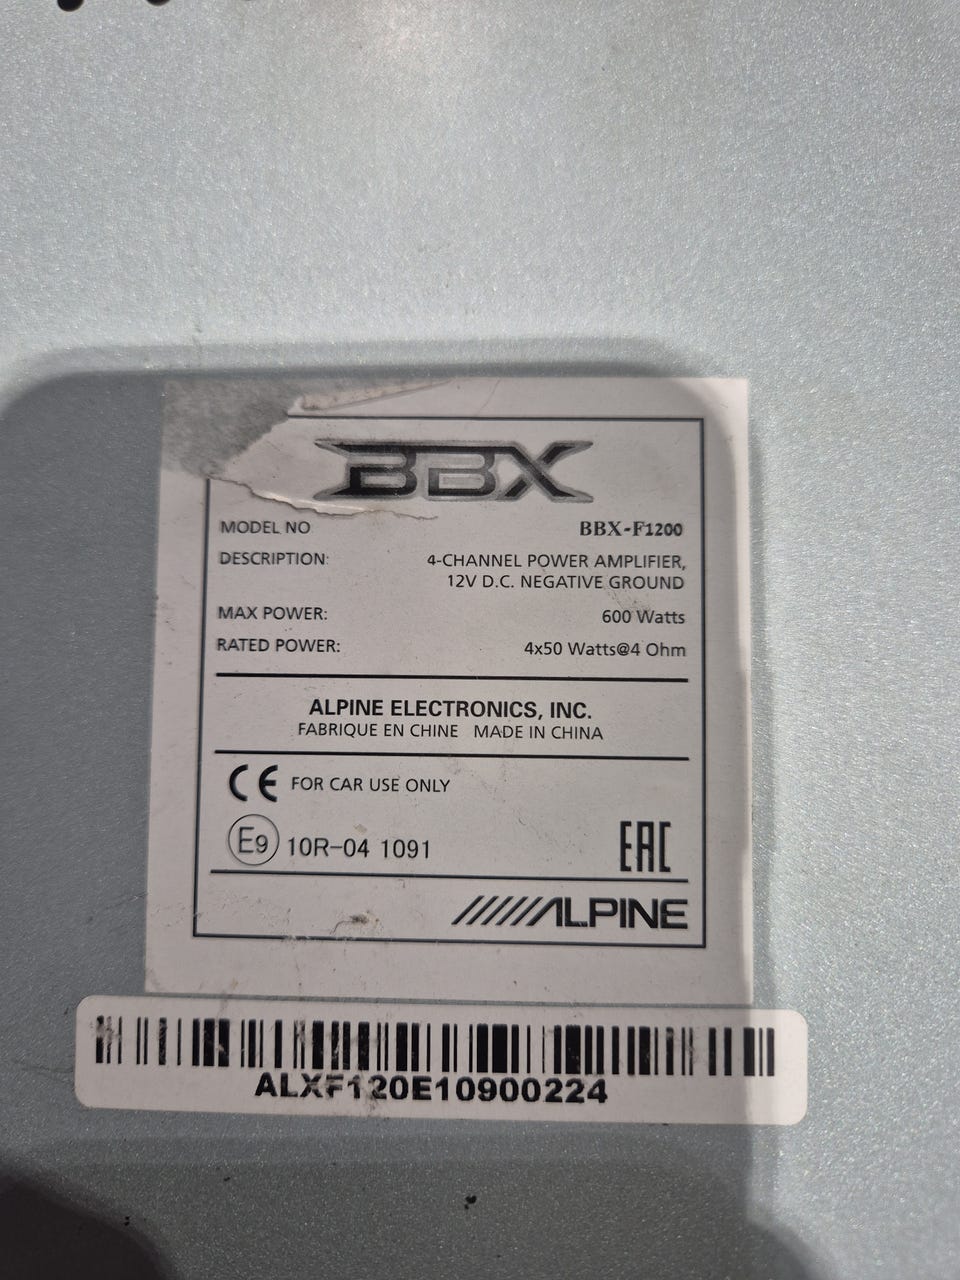 BBX
MODEL NO BBX-F1200
DESCRIPTION: 4-CHANNEL POWER AMPLIFIER,
12V D.C. NEGATIVE GROUND
MAX POWER: 600 Watts
RATED POWER: 4x50 Watts@4 Ohm
ALPINE ELECTRONICS, INC.
FABRIQUE EN CHINE MADE IN CHINA
CE FOR CAR USE ONLY
E9 10R-04 1091 EAC
ALPINE
ALXF120E10900224